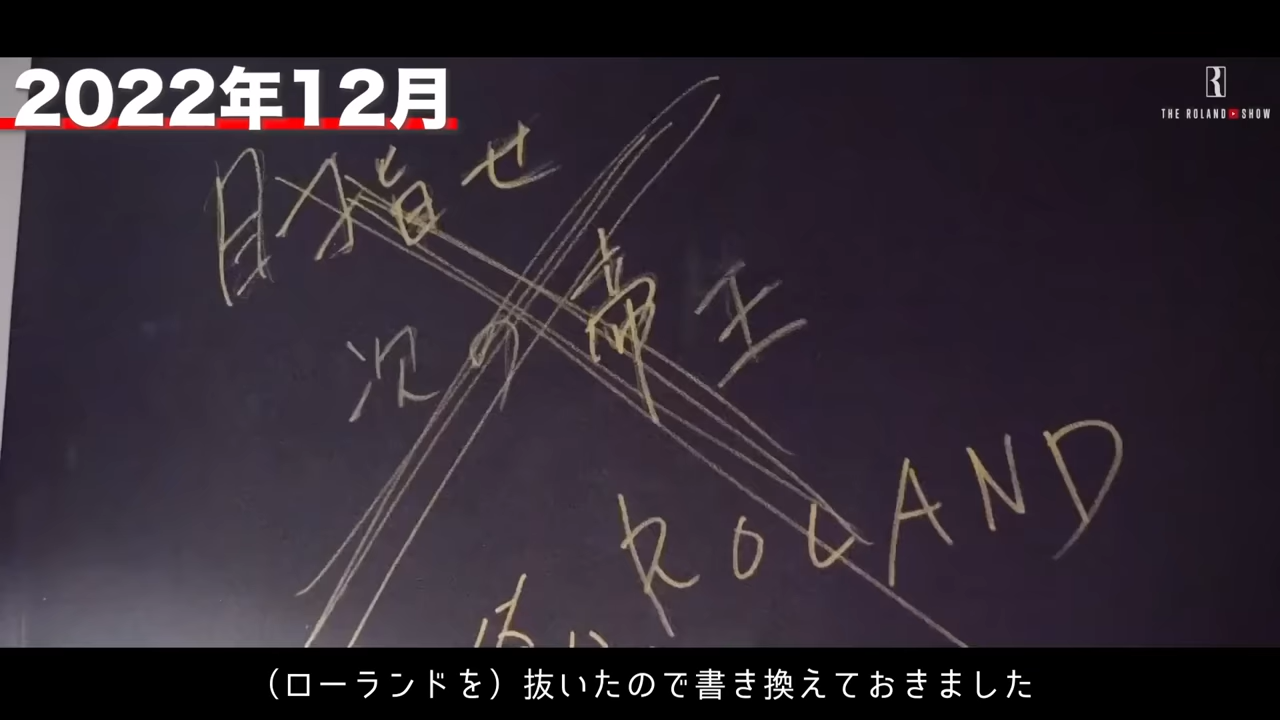 2022年12月
THE ROLAND SHOW
目指せ
次の帝王
ROLAND
（ローランドを）抜いたので書き換えておきました